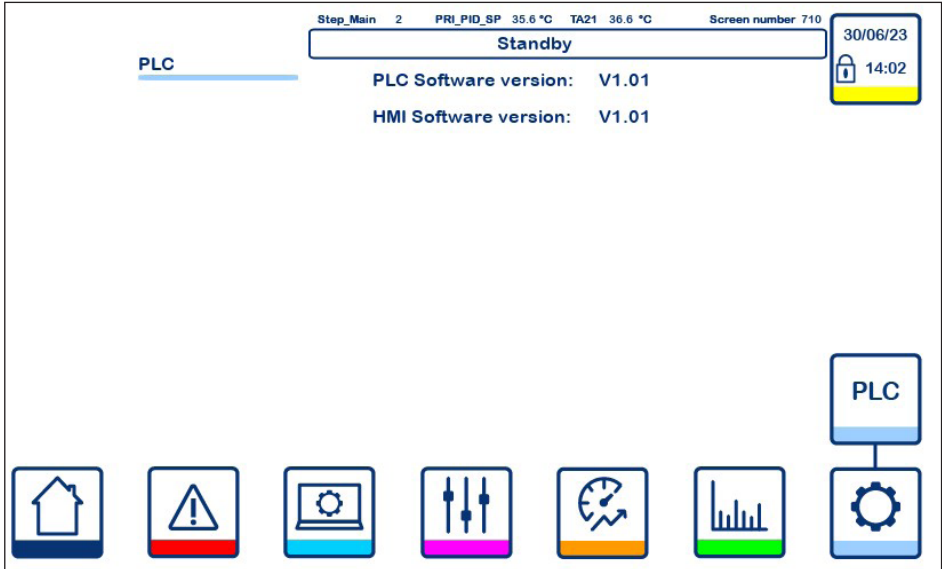 Step_Main 2 PRI_PID_SP 35.6 °C TA21 36.6 °C Screen number 710
Standby
30/06/23
14:02
PLC
PLC Software version: V1.01
HMI Software version: V1.01
PLC